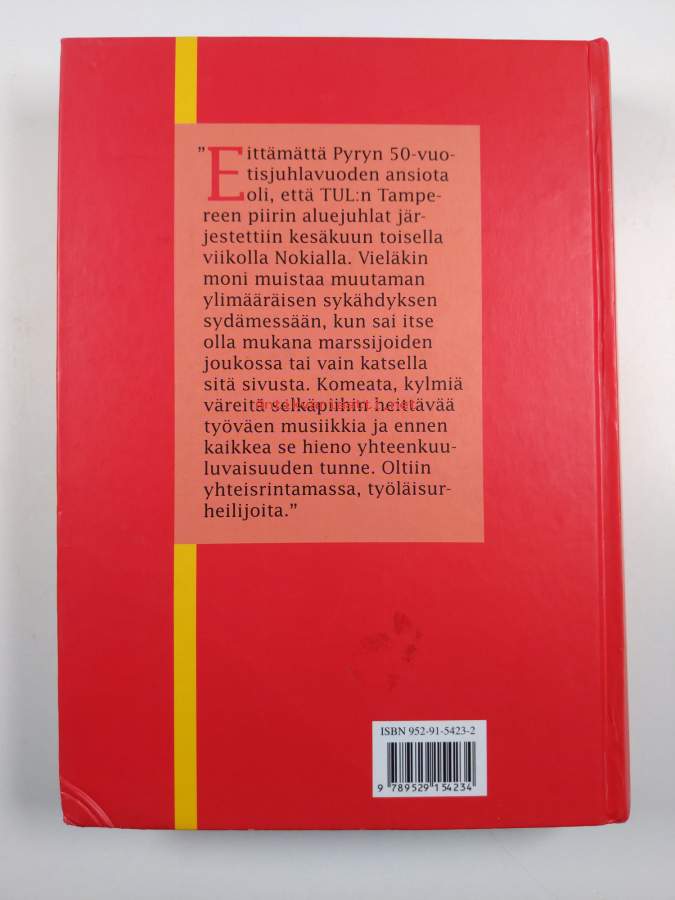 ”Eittämättä Pyryn 50-vuo-
tisjuhlavuoden ansiota
oli, että TUL:n Tampe-
reen piirin aluejuhlat jär-
jestettiin kesäkuun toisella
viikolla Nokialla. Vieläkin
moni muistaa muutaman
ylimääräisen sykähdyksen
sydämessään, kun sai itse
olla mukana marssijoiden
joukossa tai vain katsella
sitä sivusta. Komeata, kylmiä
väreitä selkäpiihin heittävää
työväen musiikkia ja ennen
kaikkea se hieno yhteenkuu-
luvaisuuden tunne. Oltiin
yhteisrintamassa, työläisur-
heilijoita.”
ISBN 952-91-5423-2
9 789529 154234